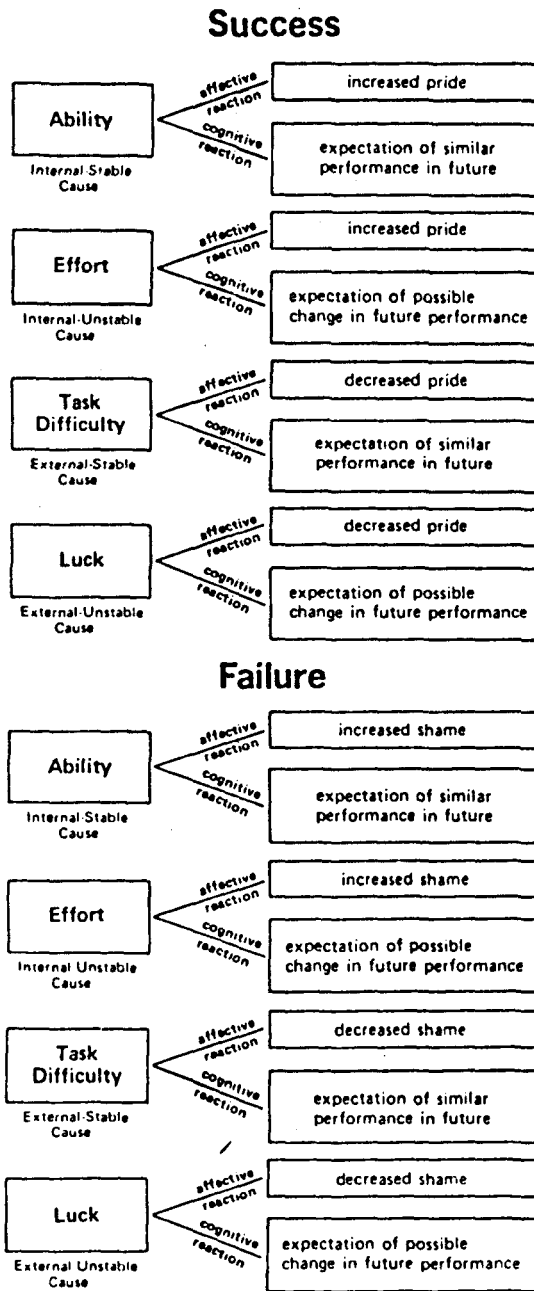 Success
Ability
Internal-Stable
Cause
affective
reaction
increased pride
cognitive
reaction
expectation of similar
performance in future
Effort
Internal-Unstable
Cause
affective
reaction
increased pride
cognitive
reaction
expectation of possible
change in future performance
Task
Difficulty
External-Stable
Cause
affective
reaction
decreased pride
cognitive
reaction
expectation of similar
performance in future
Luck
External-Unstable
Cause
affective
reaction
decreased pride
cognitive
reaction
expectation of possible
change in future performance
Failure
Ability
Internal-Stable
Cause
affective
reaction
increased shame
cognitive
reaction
expectation of similar
performance in future
Effort
Internal Unstable
Cause
affective
reaction
increased shame
cognitive
reaction
expectation of possible
change in future performance
Task
Difficulty
External-Stable
Cause
affective
reaction
decreased shame
cognitive
reaction
expectation of similar
performance in future
Luck
External Unstable
Cause
affective
reaction
decreased shame
cognitive
reaction
expectation of possible
change in future performance